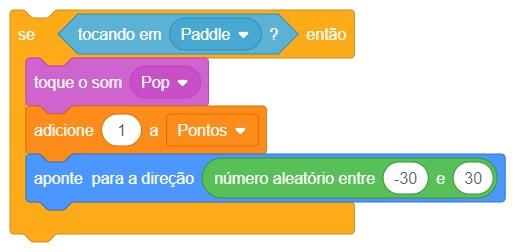 se tocando em Paddle ? então
toque o som Pop
adicione 1 a Pontos
aponte para a direção número aleatório entre -30 e 30